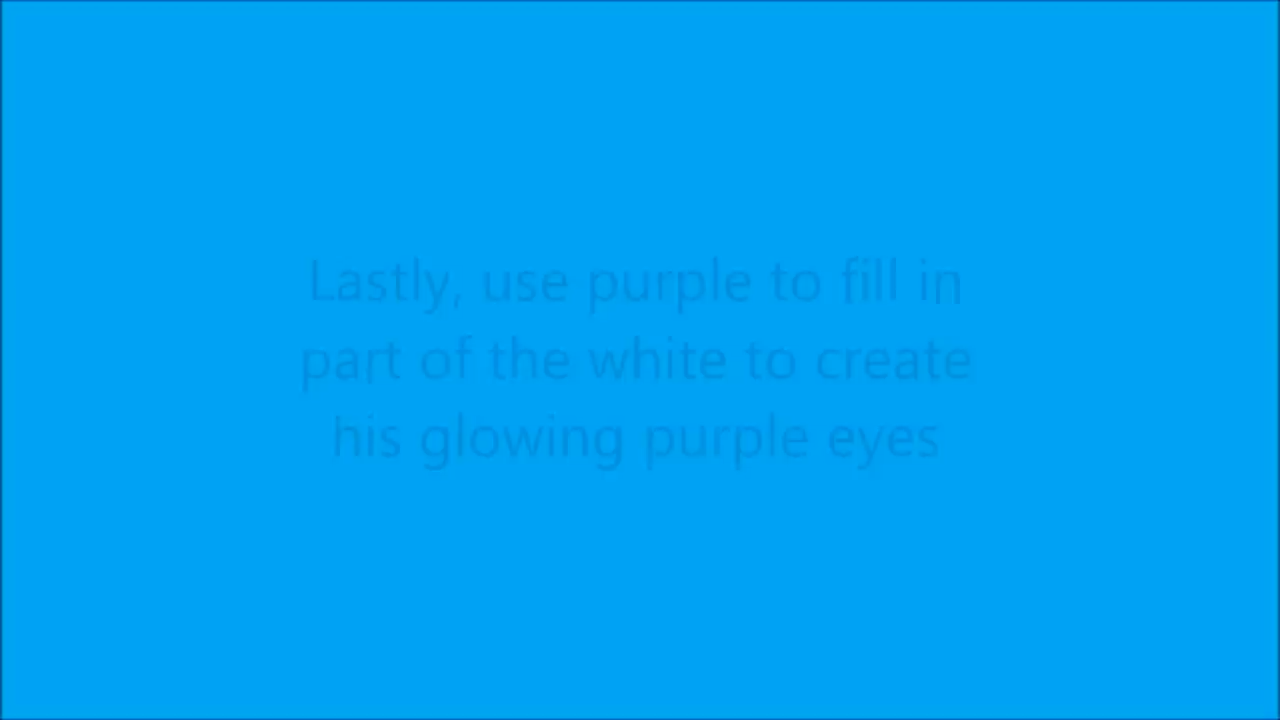 Lastly, use purple to fill in
part of the white to create
his glowing purple eyes